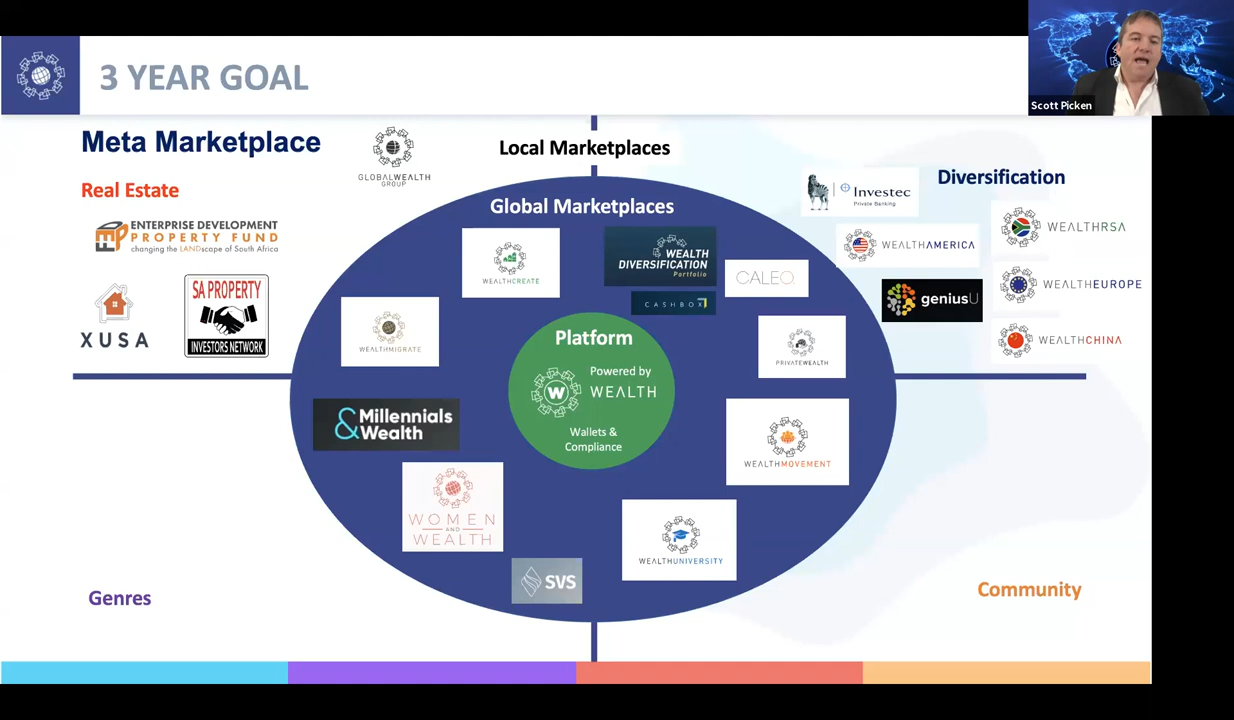 3 YEAR GOAL
Scott Picken
Meta Marketplace
GLOBALWEALTH
GROUP
Local Marketplaces
Real Estate
ENTERPRISE DEVELOPMENT
PROPERTY FUND
changing the LANDscape of South Africa
XUSA
SA PROPERTY
INVESTORS NETWORK
Global Marketplaces
WEALTHCREATE
WEALTH
DIVERSIFICATION
Portfolio
CASHBOX
CALEO
WEALTHMIGRATE
PRIVATEWEALTH
Platform
Powered by
W
WEALTH
Wallets &
Compliance
& Millennials
Wealth
WEALTHMOVEMENT
WOMEN
AND
WEALTH
WEALTHUNIVERSITY
SVS
Investec
Private Banking
Diversification
WEALTHAMERICA
WEALTHRSA
geniusU
WEALTHEUROPE
WEALTHCHINA
Genres
Community